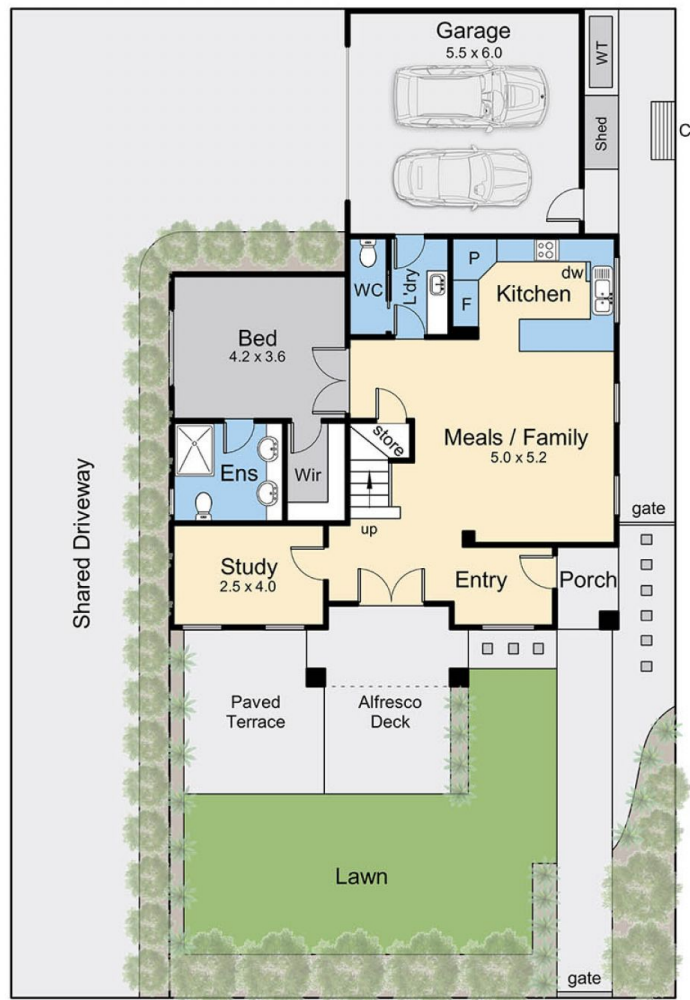 Garage
5.5 x 6.0
WT
Shed
C
WC
L'dry
P
F
dw
Kitchen
Bed
4.2 x 3.6
store
Meals / Family
5.0 x 5.2
Ens
Wir
up
gate
Study
2.5 x 4.0
Entry
Porch
Shared Driveway
Paved
Terrace
Alfresco
Deck
Lawn
gate